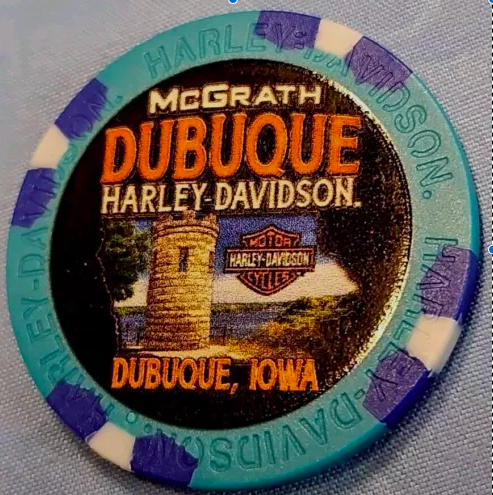 McGRATH
DUBUQUE
HARLEY-DAVIDSON.
MOTOR
HARLEY-DAVIDSON
CYCLES
DUBUQUE, IOWA
HARLEY-DAVIDSON.
HARLEY-DAVIDSON.
HARLEY-DAVIDSON.